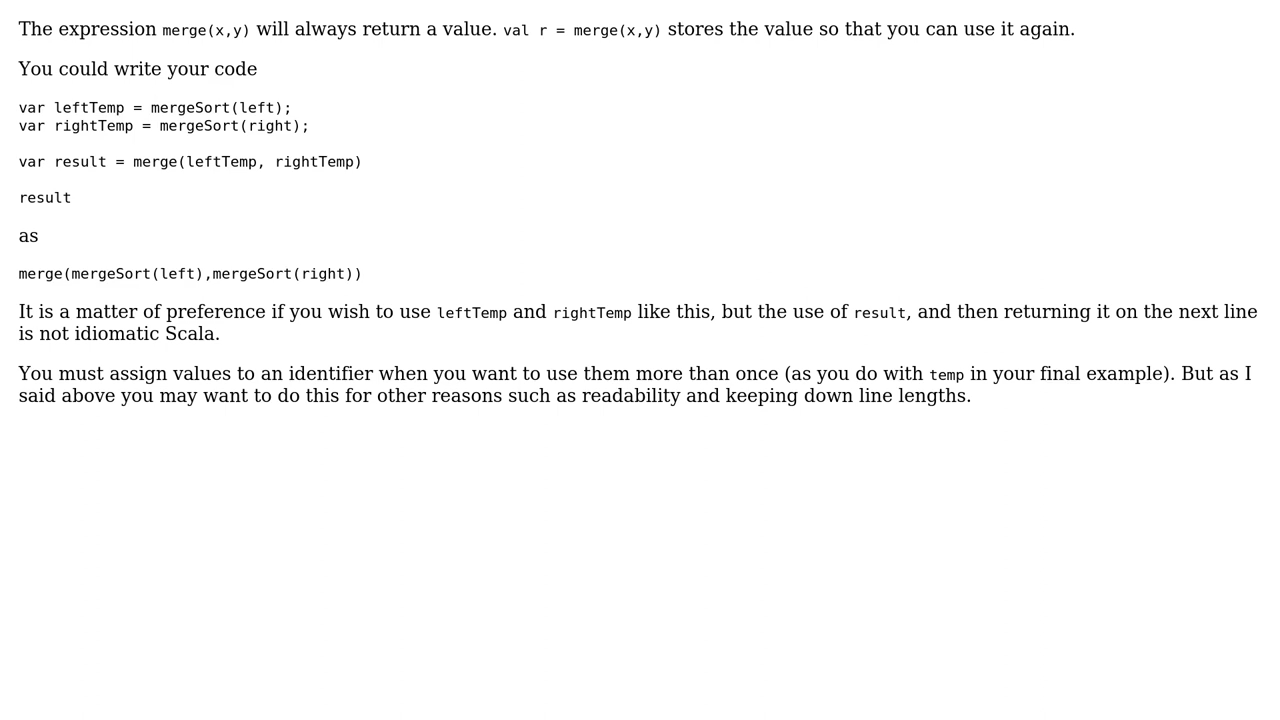 The expression merge(x,y) will always return a value. val r = merge(x,y) stores the value so that you can use it again.
You could write your code
var leftTemp = mergeSort(left);
var rightTemp = mergeSort(right);
var result = merge(leftTemp, rightTemp)
result
as
merge(mergeSort(left),mergeSort(right))
It is a matter of preference if you wish to use leftTemp and rightTemp like this, but the use of result, and then returning it on the next line
is not idiomatic Scala.
You must assign values to an identifier when you want to use them more than once (as you do with temp in your final example). But as I
said above you may want to do this for other reasons such as readability and keeping down line lengths.